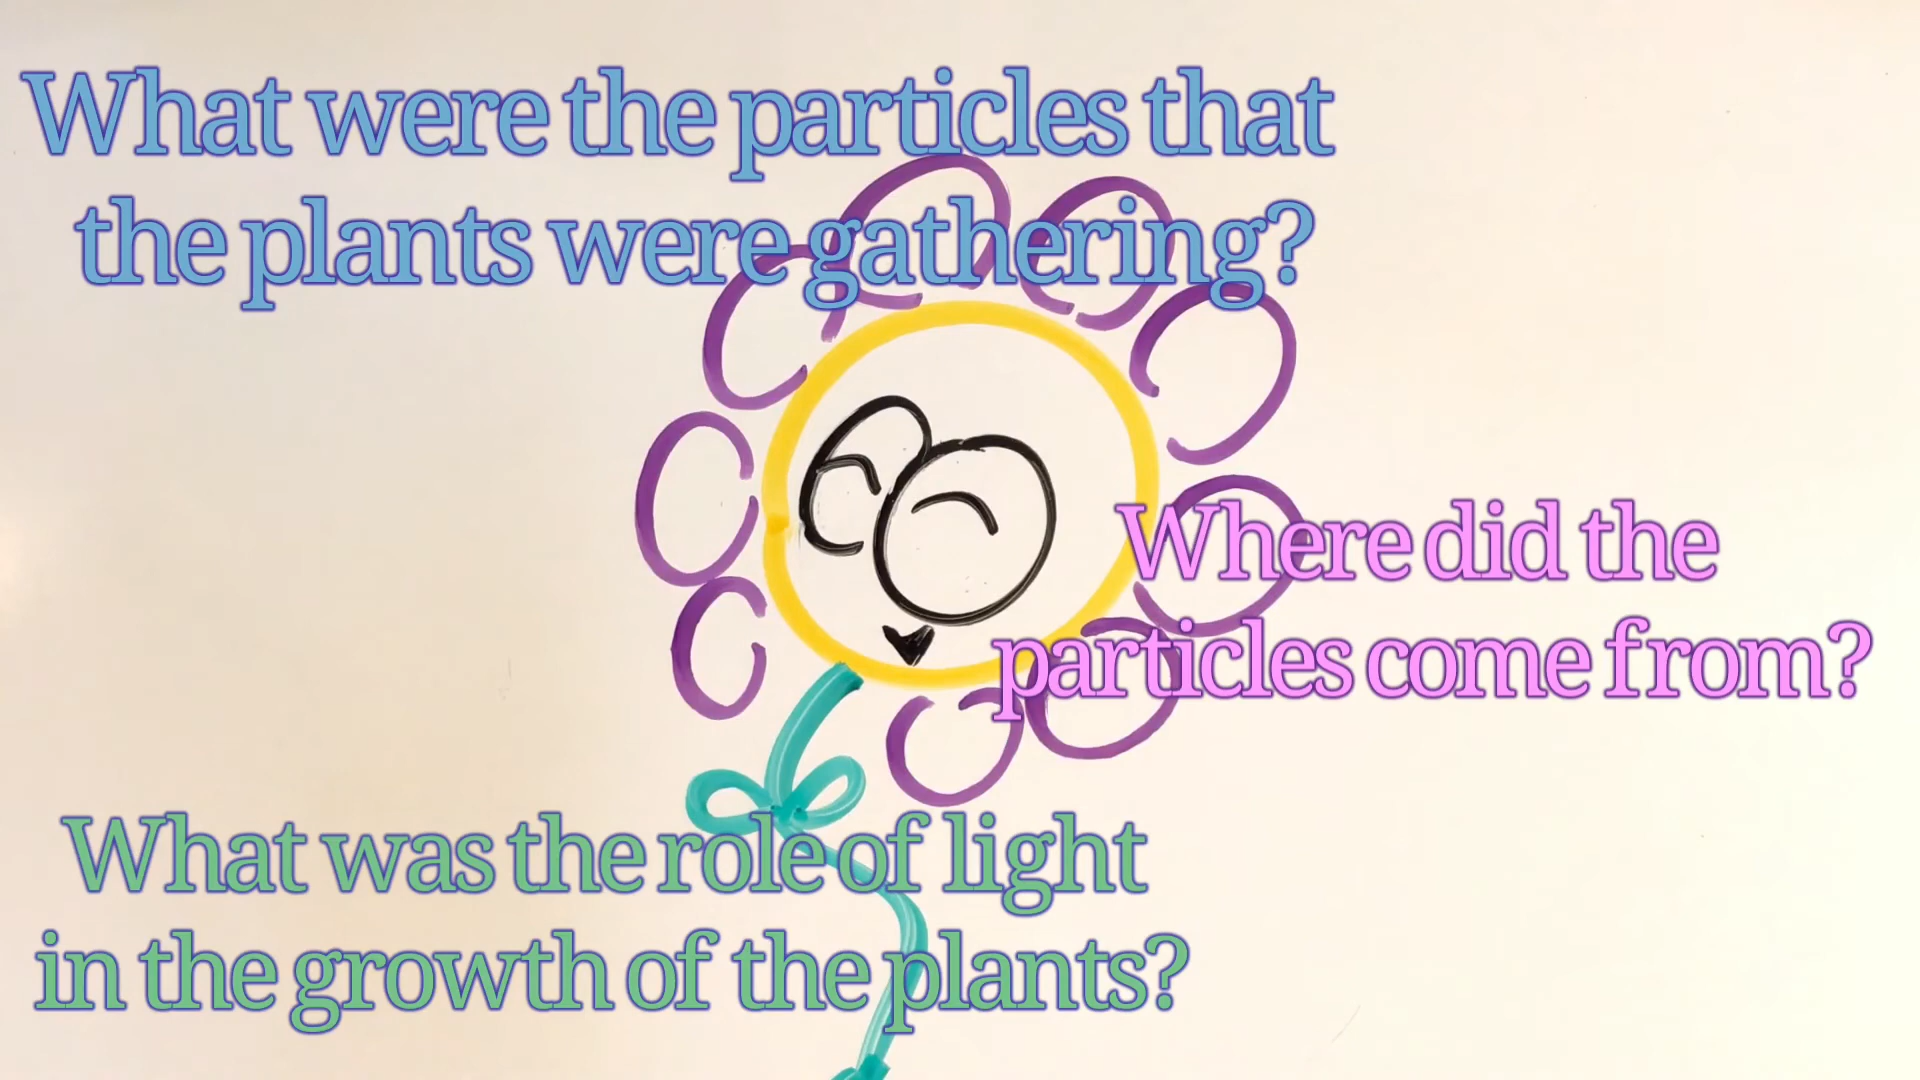 What were the particles that
the plants were gathering?
Where did the
particles come from?
What was the role of light
in the growth of the plants?